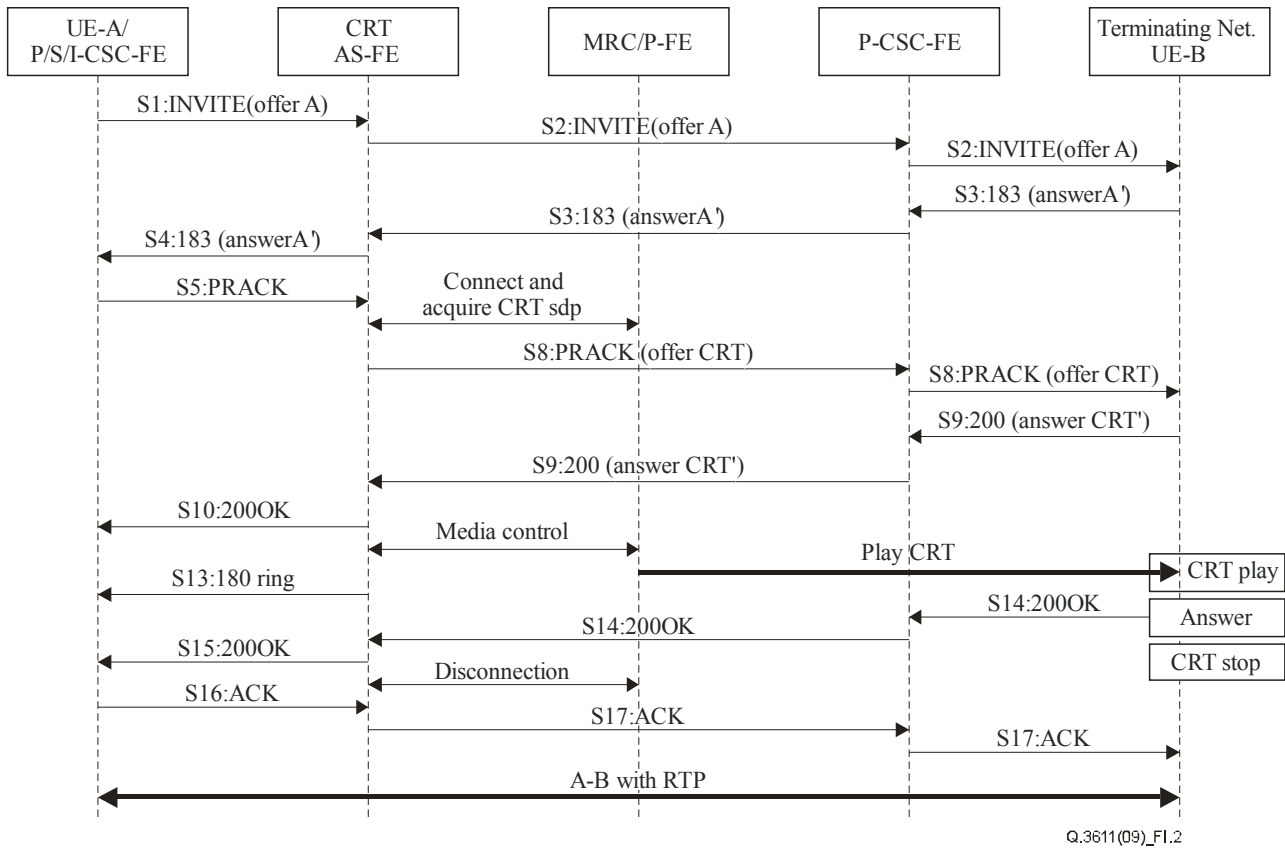 UE-A/
P/S/I-CSC-FE
CRT
AS-FE
MRC/P-FE
P-CSC-FE
Terminating Net.
UE-B
S1:INVITE(offer A)
S2:INVITE(offer A)
S2:INVITE(offer A)
S3:183 (answerA')
S3:183 (answerA')
S4:183 (answerA')
S5:PRACK
Connect and
acquire CRT sdp
S8:PRACK (offer CRT)
S8:PRACK (offer CRT)
S9:200 (answer CRT')
S9:200 (answer CRT')
S10:200OK
Media control
Play CRT
CRT play
S13:180 ring
S14:200OK
Answer
S14:200OK
S15:200OK
CRT stop
Disconnection
S16:ACK
S17:ACK
S17:ACK
A-B with RTP
Q.3611(09)_FI.2